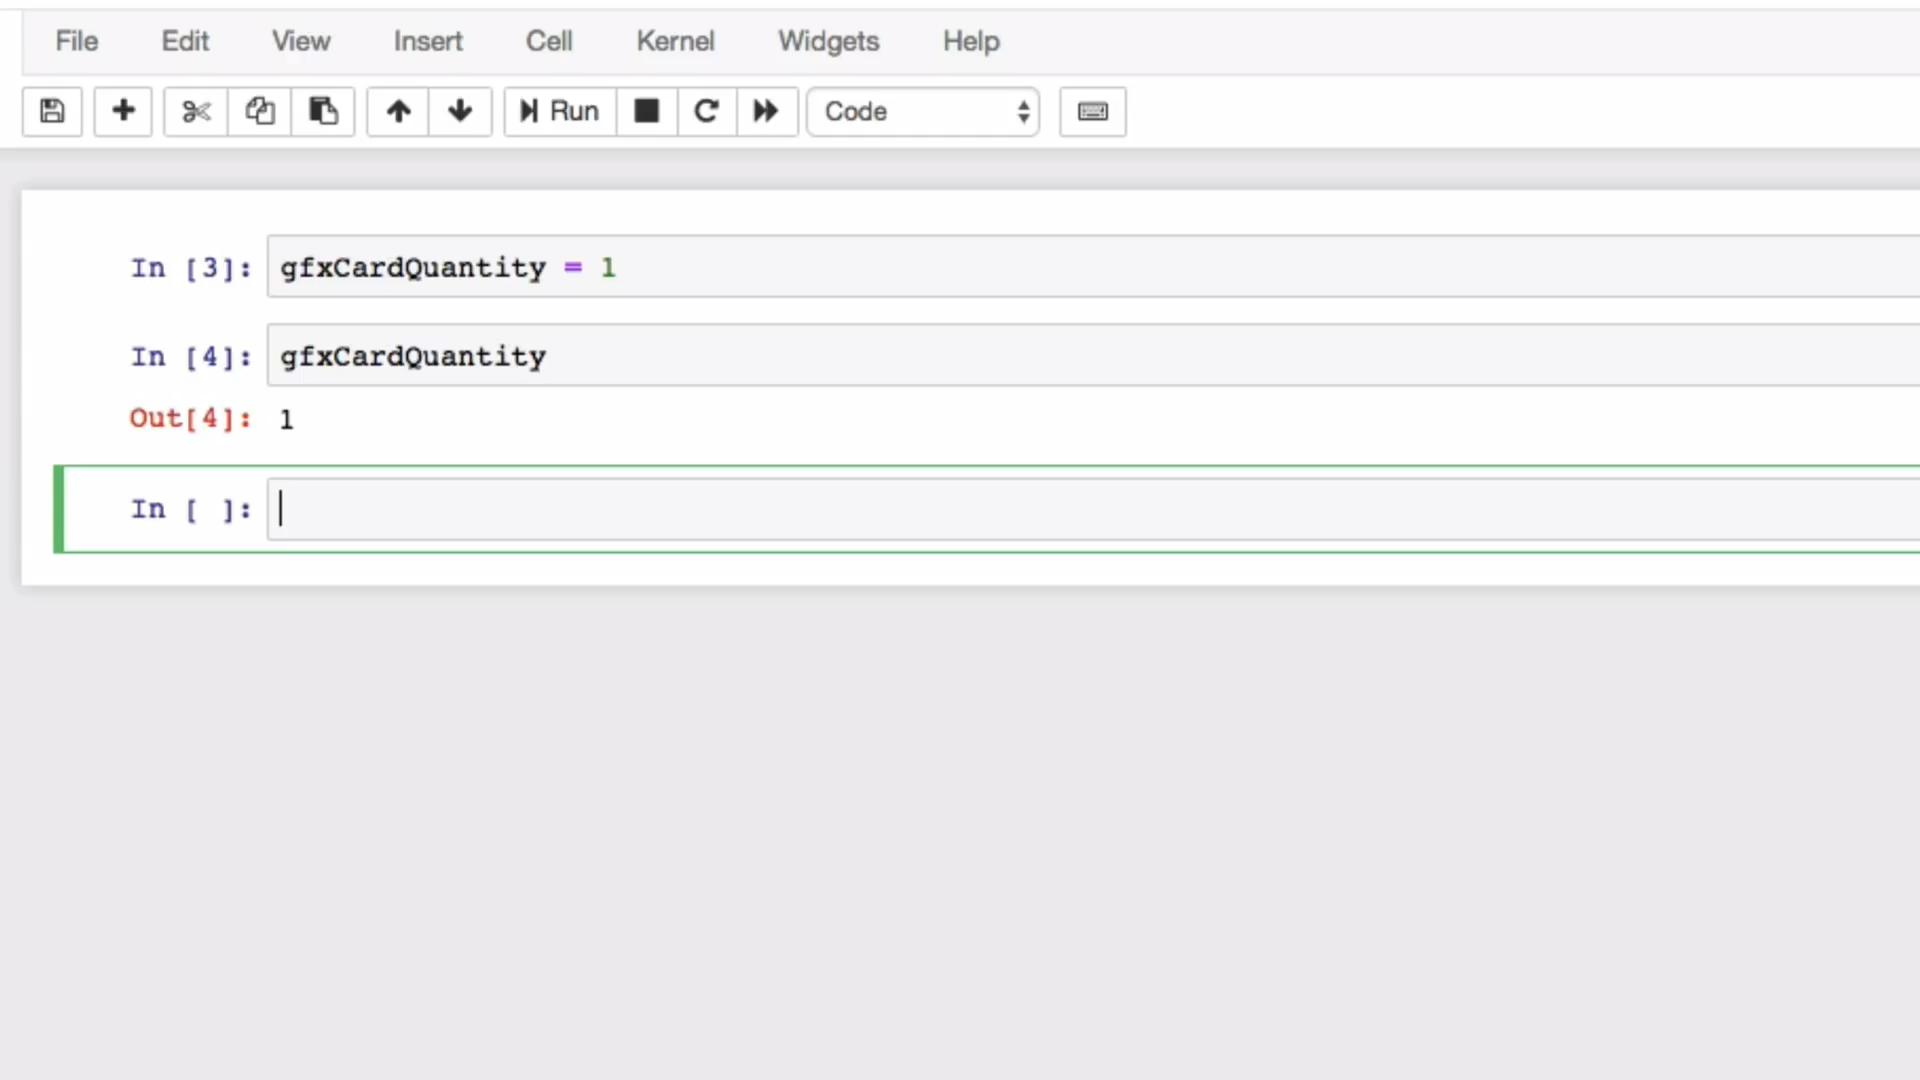 File Edit View Insert Cell Kernel Widgets Help
Run Code
In [3]: gfxCardQuantity = 1
In [4]: gfxCardQuantity
Out[4]: 1
In [ ]: